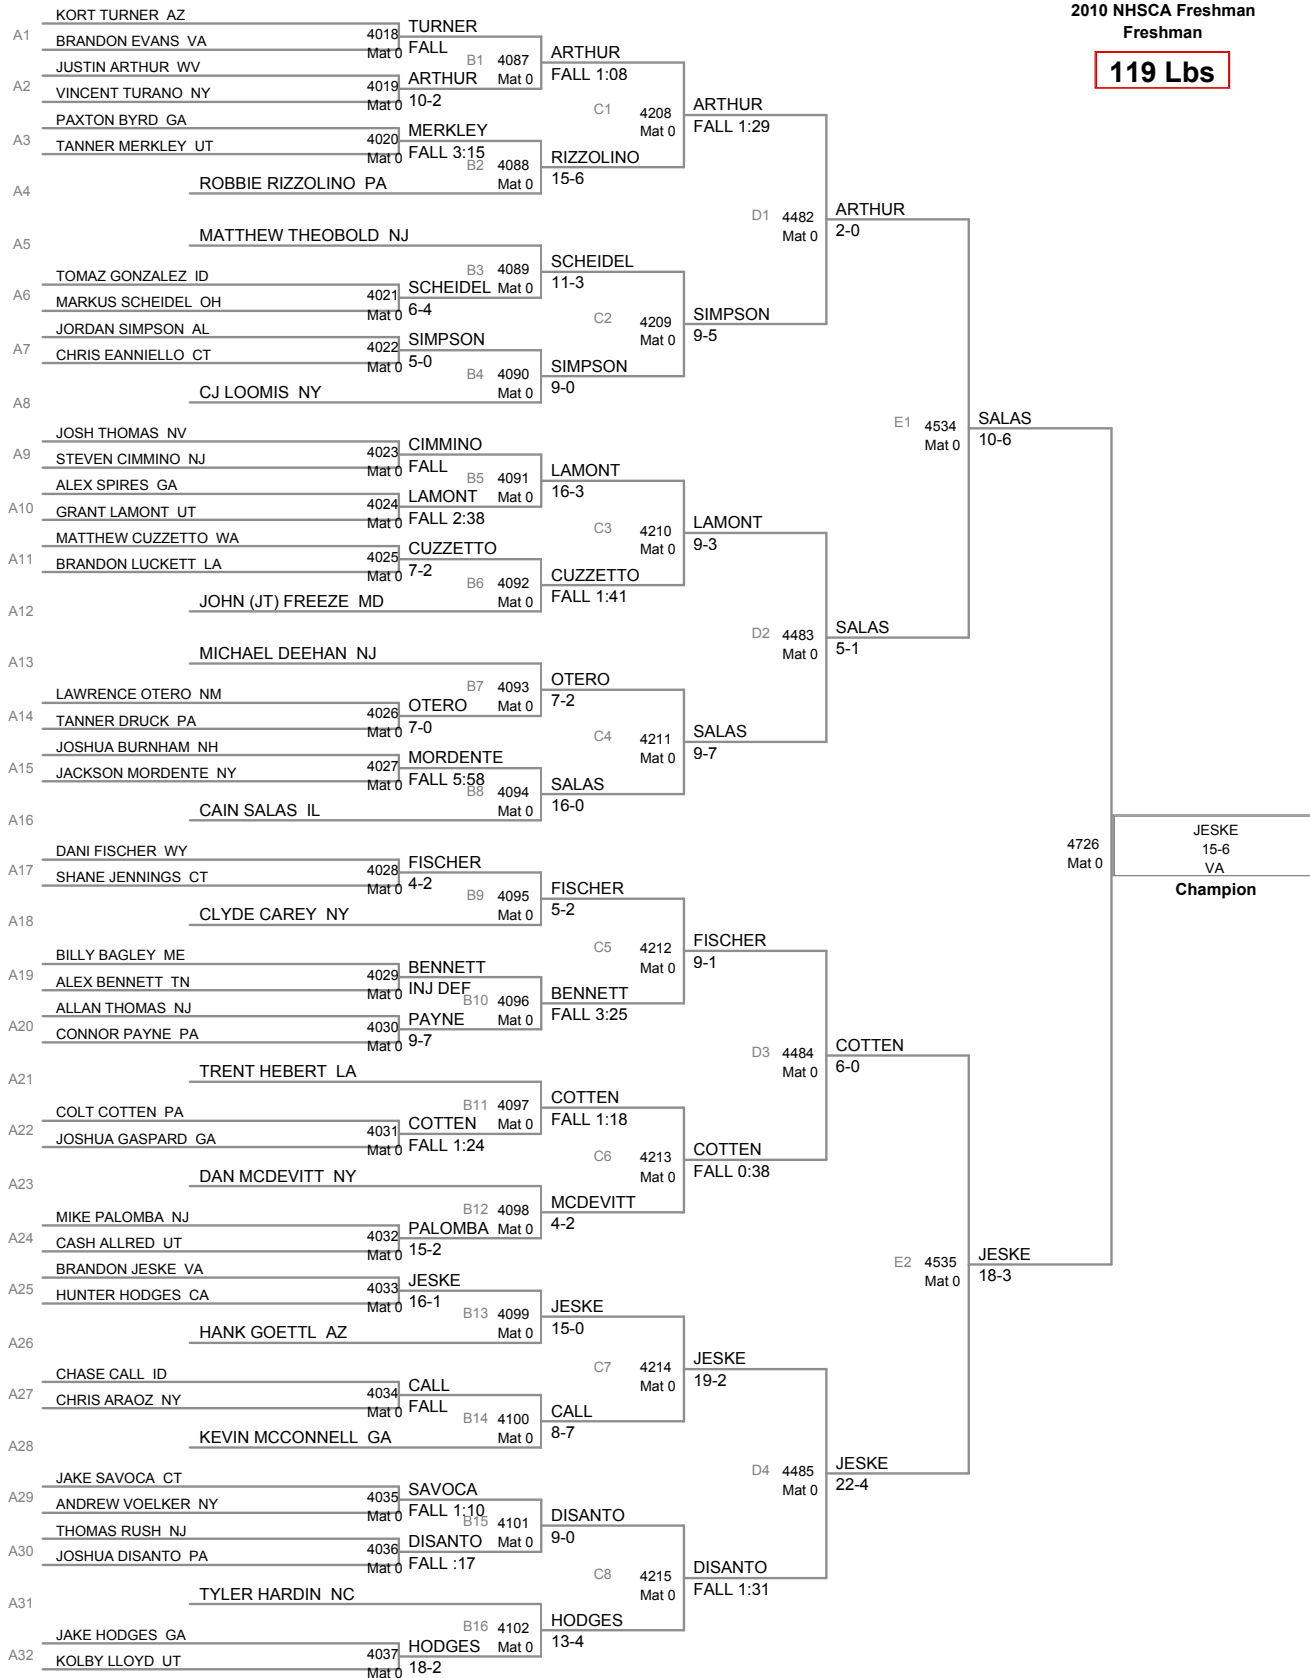 2010 NHSCA Freshman
Freshman
119 Lbs
A1
KORT TURNER AZ
BRANDON EVANS VA
4018
Mat 0
TURNER
FALL
A2
JUSTIN ARTHUR WV
VINCENT TURANO NY
4019
Mat 0
ARTHUR
10-2
B1 4087
Mat 0
ARTHUR
FALL 1:08
A3
PAXTON BYRD GA
TANNER MERKLEY UT
4020
Mat 0
MERKLEY
FALL 3:15
A4
ROBBIE RIZZOLINO PA
B2 4088
Mat 0
RIZZOLINO
15-6
C1 4208
Mat 0
ARTHUR
FALL 1:29
A5
MATTHEW THEOBOLD NJ
A6
TOMAZ GONZALEZ ID
MARKUS SCHEIDEL OH
4021
Mat 0
SCHEIDEL
6-4
B3 4089
Mat 0
SCHEIDEL
11-3
A7
JORDAN SIMPSON AL
CHRIS EANNIELLO CT
4022
Mat 0
SIMPSON
5-0
A8
CJ LOOMIS NY
B4 4090
Mat 0
SIMPSON
9-0
C2 4209
Mat 0
SIMPSON
9-5
D1 4482
Mat 0
ARTHUR
2-0
A9
JOSH THOMAS NV
STEVEN CIMMINO NJ
4023
Mat 0
CIMMINO
FALL
A10
ALEX SPIRES GA
GRANT LAMONT UT
4024
Mat 0
LAMONT
FALL 2:38
B5 4091
Mat 0
LAMONT
16-3
A11
MATTHEW CUZZETTO WA
BRANDON LUCKETT LA
4025
Mat 0
CUZZETTO
7-2
A12
JOHN (JT) FREEZE MD
B6 4092
Mat 0
CUZZETTO
FALL 1:41
C3 4210
Mat 0
LAMONT
9-3
A13
MICHAEL DEEHAN NJ
A14
LAWRENCE OTERO NM
TANNER DRUCK PA
4026
Mat 0
OTERO
7-0
B7 4093
Mat 0
OTERO
7-2
A15
JOSHUA BURNHAM NH
JACKSON MORDENTE NY
4027
Mat 0
MORDENTE
FALL 5:58
A16
CAIN SALAS IL
B8 4094
Mat 0
SALAS
16-0
C4 4211
Mat 0
SALAS
9-7
D2 4483
Mat 0
SALAS
5-1
E1 4534
Mat 0
SALAS
10-6
A17
DANI FISCHER WY
SHANE JENNINGS CT
4028
Mat 0
FISCHER
4-2
A18
CLYDE CAREY NY
B9 4095
Mat 0
FISCHER
5-2
A19
BILLY BAGLEY ME
ALEX BENNETT TN
4029
Mat 0
BENNETT
INJ DEF
A20
ALLAN THOMAS NJ
CONNOR PAYNE PA
4030
Mat 0
PAYNE
9-7
B10 4096
Mat 0
BENNETT
FALL 3:25
C5 4212
Mat 0
FISCHER
9-1
A21
TRENT HEBERT LA
A22
COLT COTTEN PA
JOSHUA GASPARD GA
4031
Mat 0
COTTEN
FALL 1:24
B11 4097
Mat 0
COTTEN
FALL 1:18
A23
DAN MCDEVITT NY
A24
MIKE PALOMBA NJ
CASH ALLRED UT
4032
Mat 0
PALOMBA
15-2
B12 4098
Mat 0
MCDEVITT
4-2
C6 4213
Mat 0
COTTEN
FALL 0:38
D3 4484
Mat 0
COTTEN
6-0
A25
BRANDON JESKE VA
HUNTER HODGES CA
4033
Mat 0
JESKE
16-1
A26
HANK GOETTL AZ
B13 4099
Mat 0
JESKE
15-0
A27
CHASE CALL ID
CHRIS ARAOZ NY
4034
Mat 0
CALL
FALL
A28
KEVIN MCCONNELL GA
B14 4100
Mat 0
CALL
8-7
C7 4214
Mat 0
JESKE
19-2
A29
JAKE SAVOCA CT
ANDREW VOELKER NY
4035
Mat 0
SAVOCA
FALL 1:10
A30
THOMAS RUSH NJ
JOSHUA DISANTO PA
4036
Mat 0
DISANTO
FALL :17
B15 4101
Mat 0
DISANTO
9-0
A31
TYLER HARDIN NC
A32
JAKE HODGES GA
KOLBY LLOYD UT
4037
Mat 0
HODGES
18-2
B16 4102
Mat 0
HODGES
13-4
C8 4215
Mat 0
DISANTO
FALL 1:31
D4 4485
Mat 0
JESKE
22-4
E2 4535
Mat 0
JESKE
18-3
4726
Mat 0
JESKE
15-6
VA
Champion